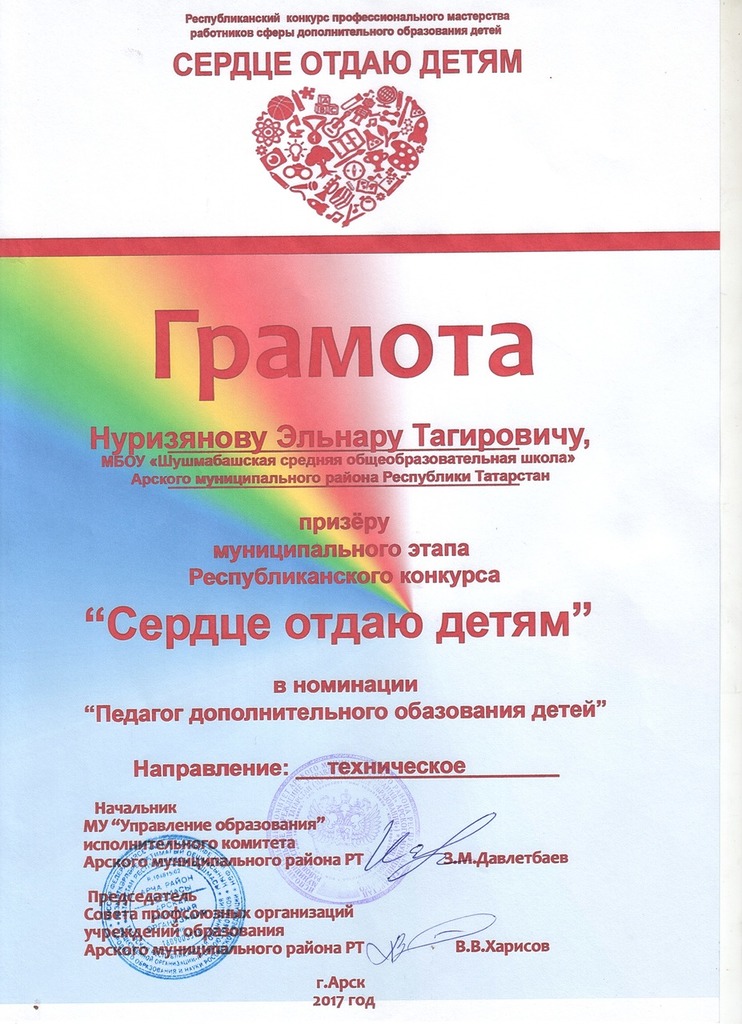 Республиканский конкурс профессионального мастерства
работников сферы дополнительного образования детей
СЕРДЦЕ ОТДАЮ ДЕТЯМ
Грамота
Нуризянову Эльнару Тагировичу,
МБОУ «Шушмабашская средняя общеобразовательная школа»
Арского муниципального района Республики Татарстан
призёру
муниципального этапа
Республиканского конкурса
“Сердце отдаю детям”
в номинации
“Педагог дополнительного обазования детей”
Направление: техническое
Начальник
МУ “Управление образования”
исполнительного комитета
Арского муниципального района РТ З.М.Давлетбаев
Председатель
Совета профсоюзных организаций
учреждений образования
Арского муниципального района РТ В.В.Харисов
г.Арск
2017 год